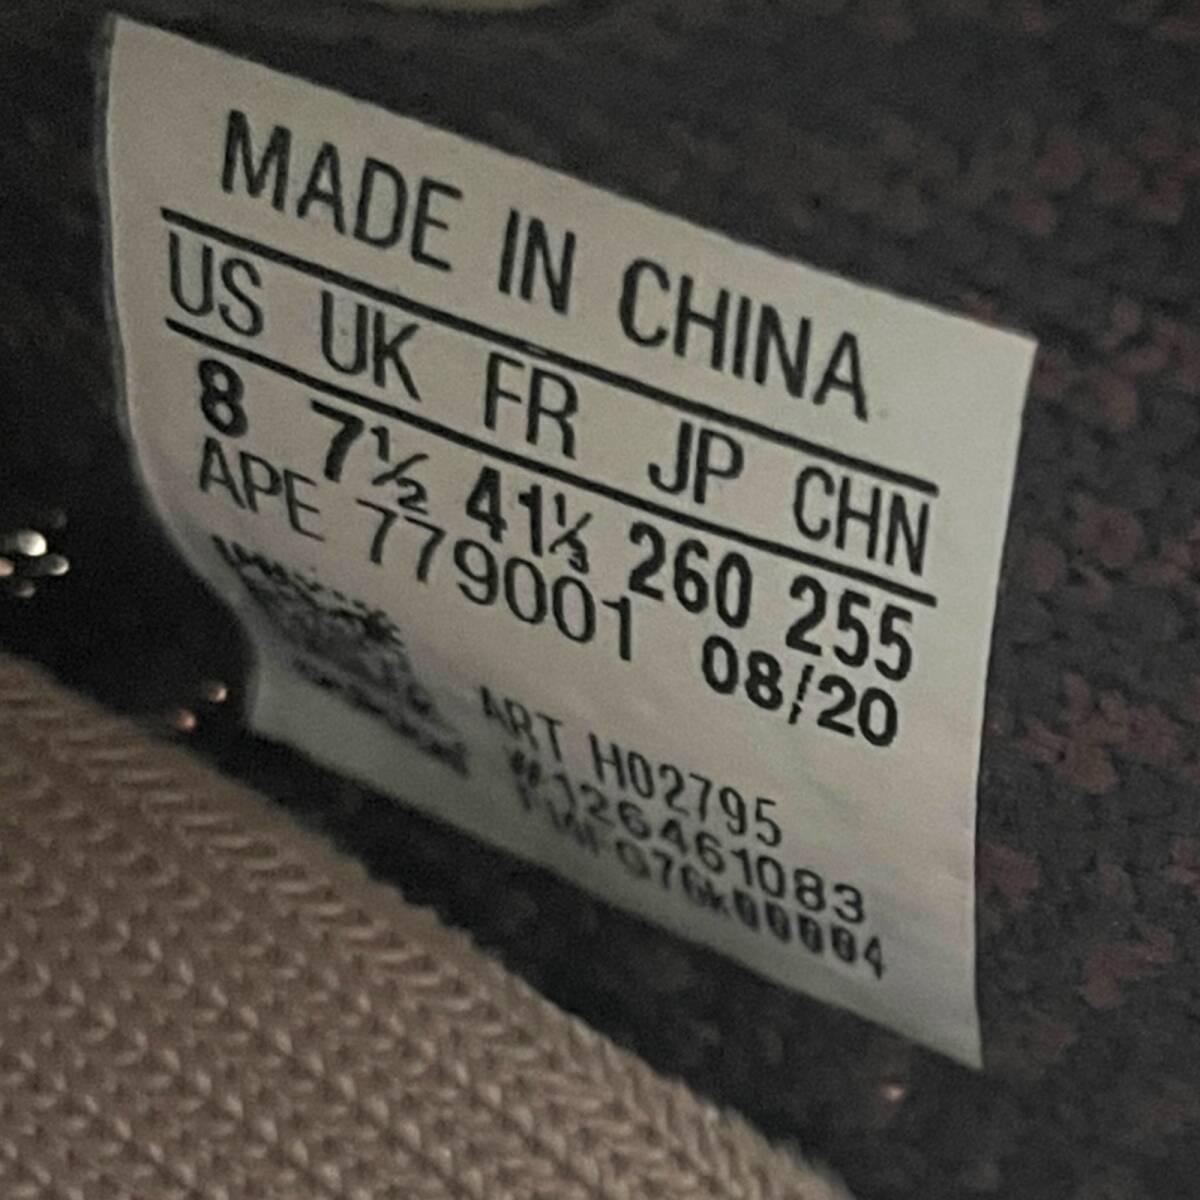 MADE IN CHINA
US UK FR JP CHN
8 7½ 41⅓ 260 255
APE 779001 08/20
ART H02795
#126461083